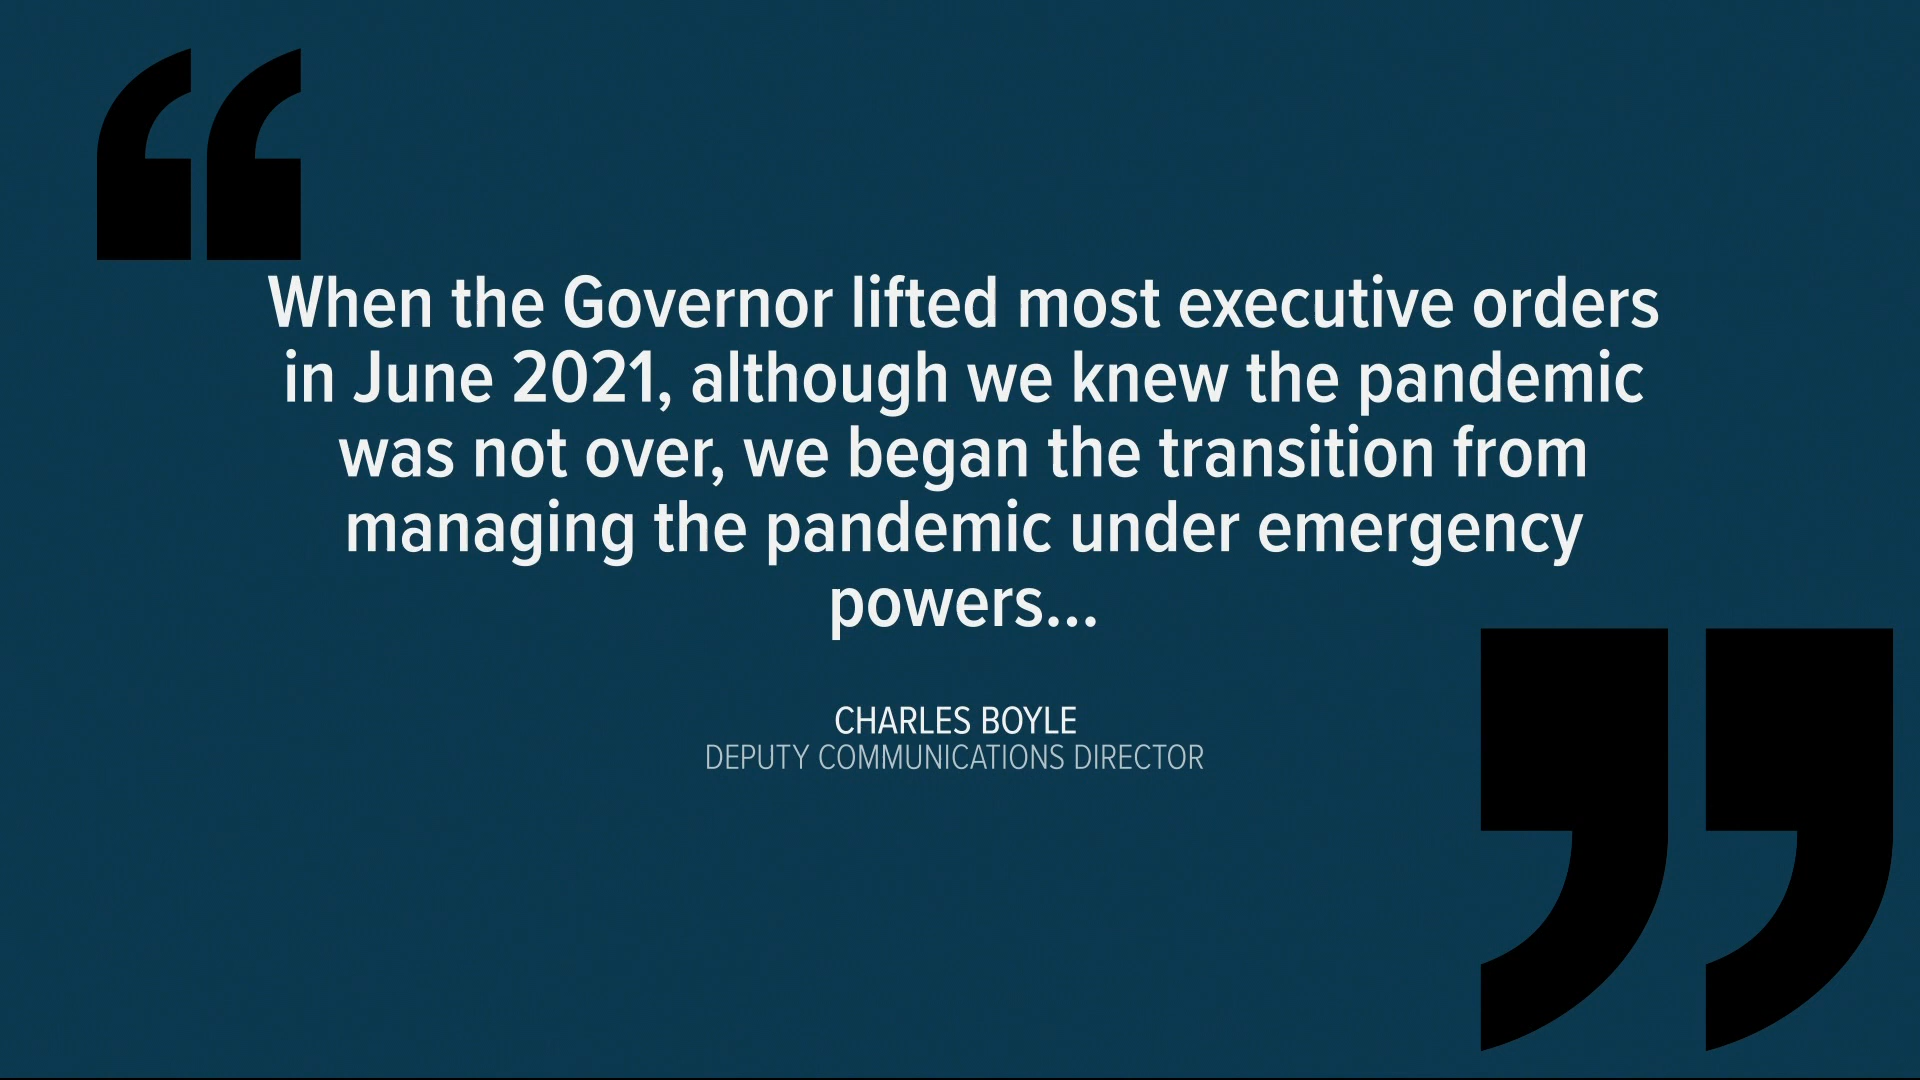 “
When the Governor lifted most executive orders
in June 2021, although we knew the pandemic
was not over, we began the transition from
managing the pandemic under emergency
powers...
”
CHARLES BOYLE
DEPUTY COMMUNICATIONS DIRECTOR